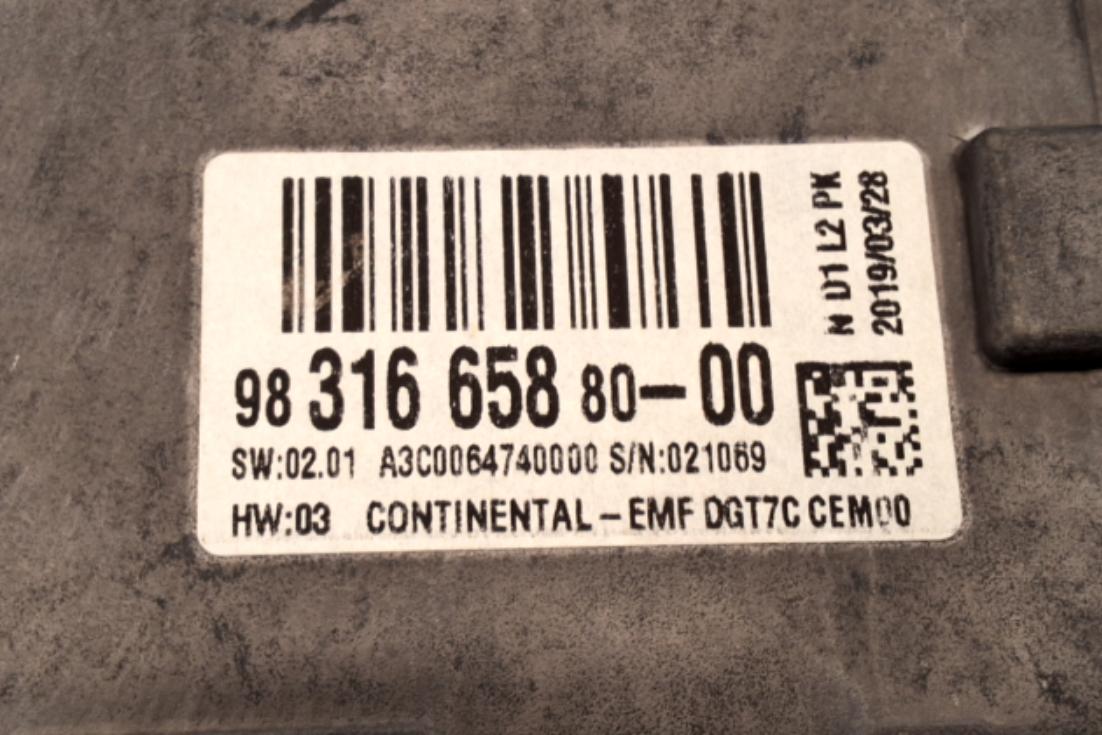 98 316 658 80-00
SW:02.01 A3C0064740000 S/N:021069
HW:03 CONTINENTAL - EMF DGT7C CEM00
N D1 L2 PK
2019/03/28